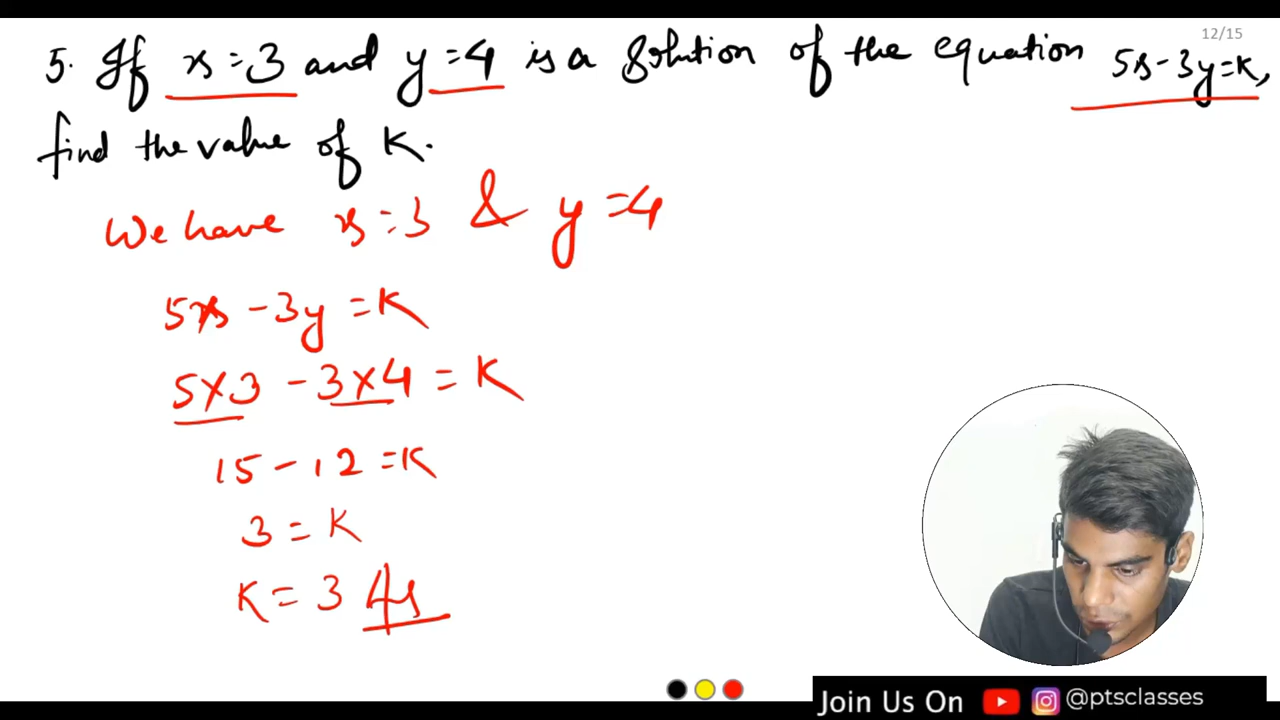 12/15
5. If x=3 and y=4 is a solution of the equation 5x-3y=K,
find the value of K.
We have x=3 & y=4
5x-3y=K
5×3-3×4=K
15-12=K
3=K
K=3
Join Us On @ptsclasses